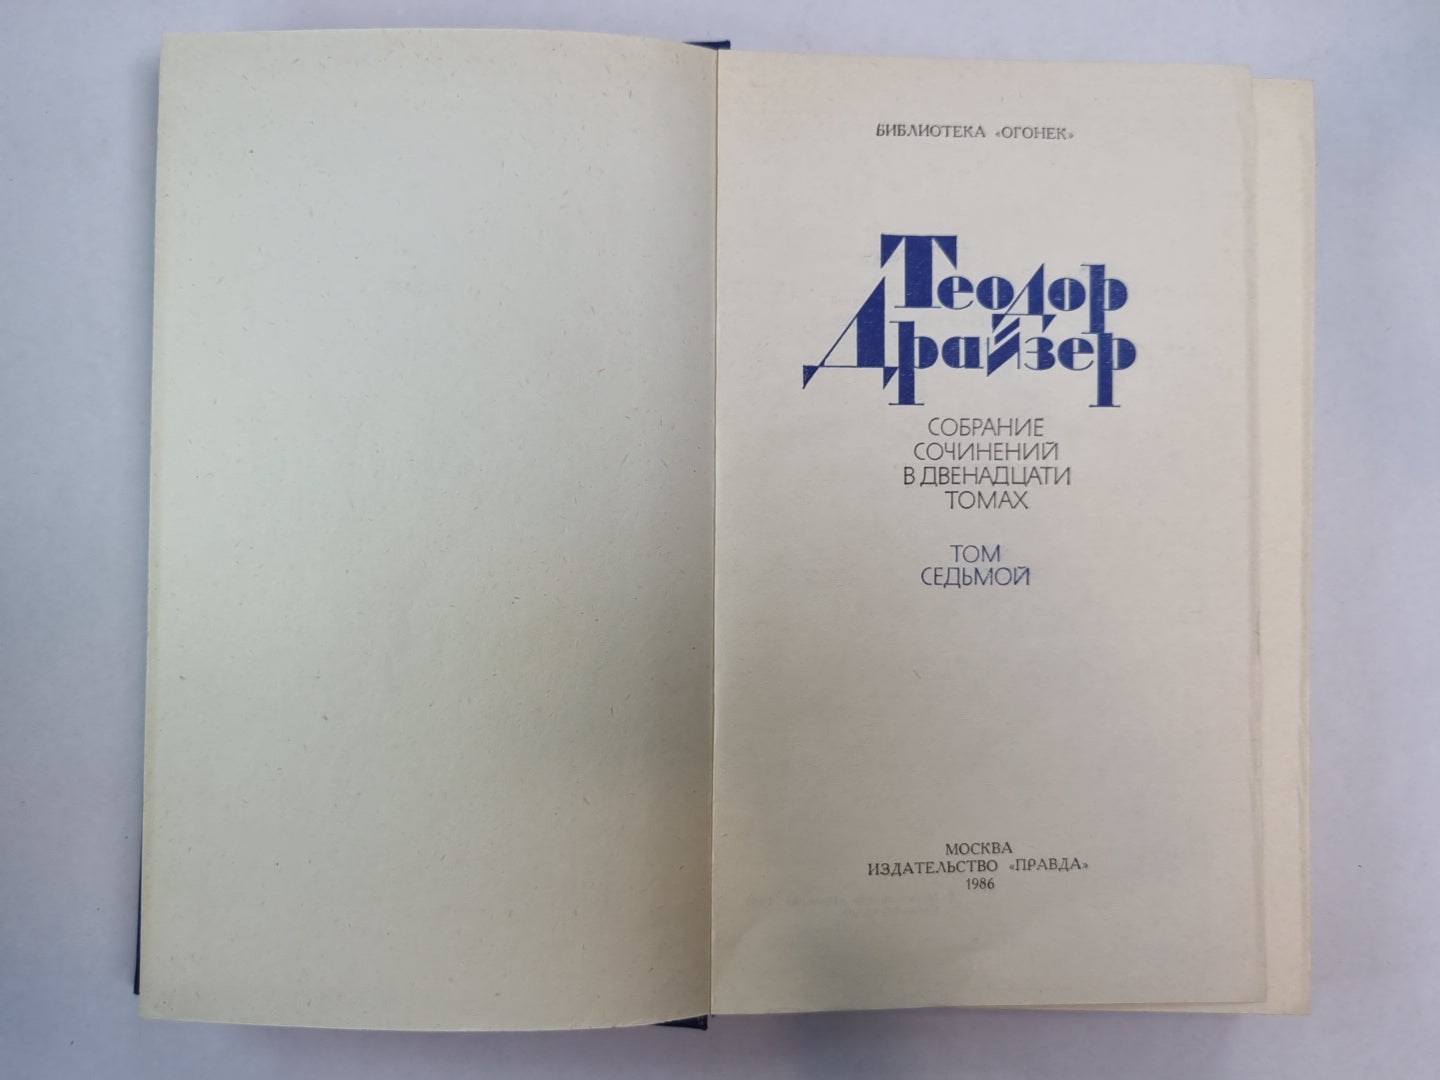 БИБЛИОТЕКА «ОГОНЕК»
Теодор
Драйзер
СОБРАНИЕ
СОЧИНЕНИЙ
В ДВЕНАДЦАТИ
ТОМАХ
ТОМ
СЕДЬМОЙ
МОСКВА
ИЗДАТЕЛЬСТВО «ПРАВДА»
1986